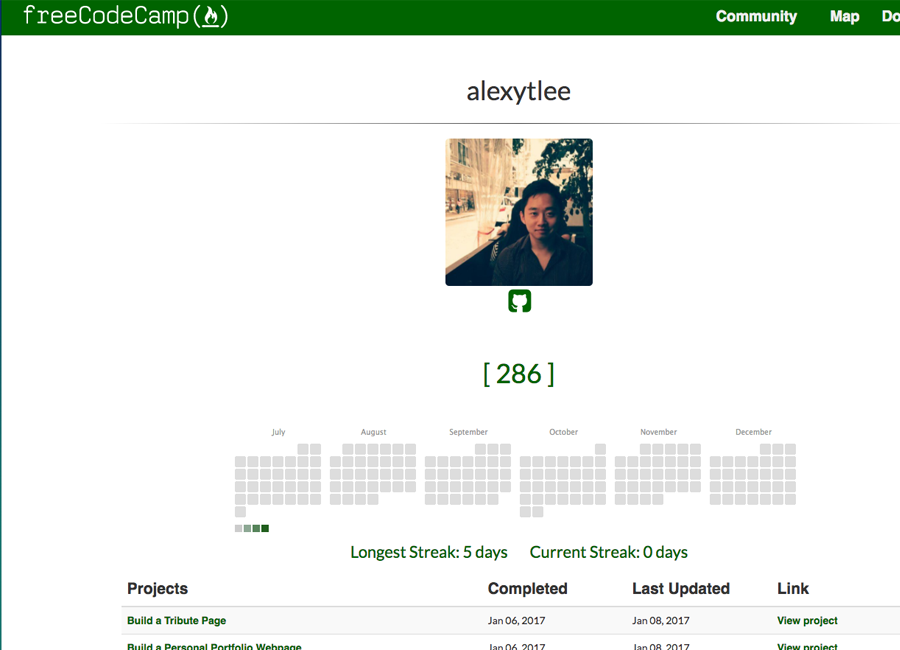 freeCodeCamp
Community Map Do
alexytlee
[ 286 ]
July August September October November December
Longest Streak: 5 days Current Streak: 0 days
Projects Completed Last Updated Link
Build a Tribute Page Jan 06, 2017 Jan 08, 2017 View project
Build a Personal Portfolio Webpage Jan 06, 2017 Jan 08, 2017 View project